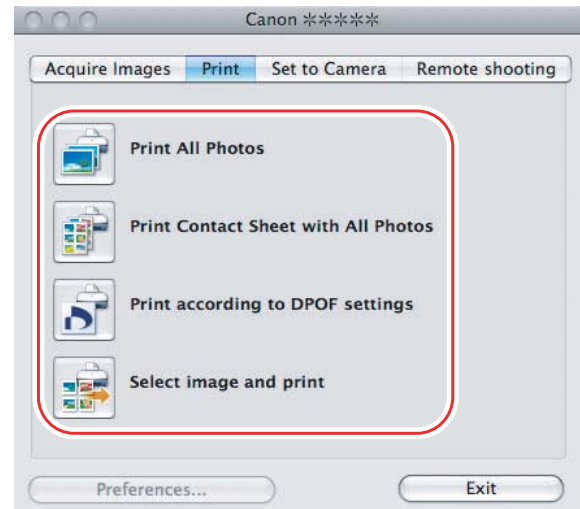 Canon ✻✻✻✻✻
Acquire Images Print Set to Camera Remote shooting
Print All Photos
Print Contact Sheet with All Photos
Print according to DPOF settings
Select image and print
Preferences... Exit